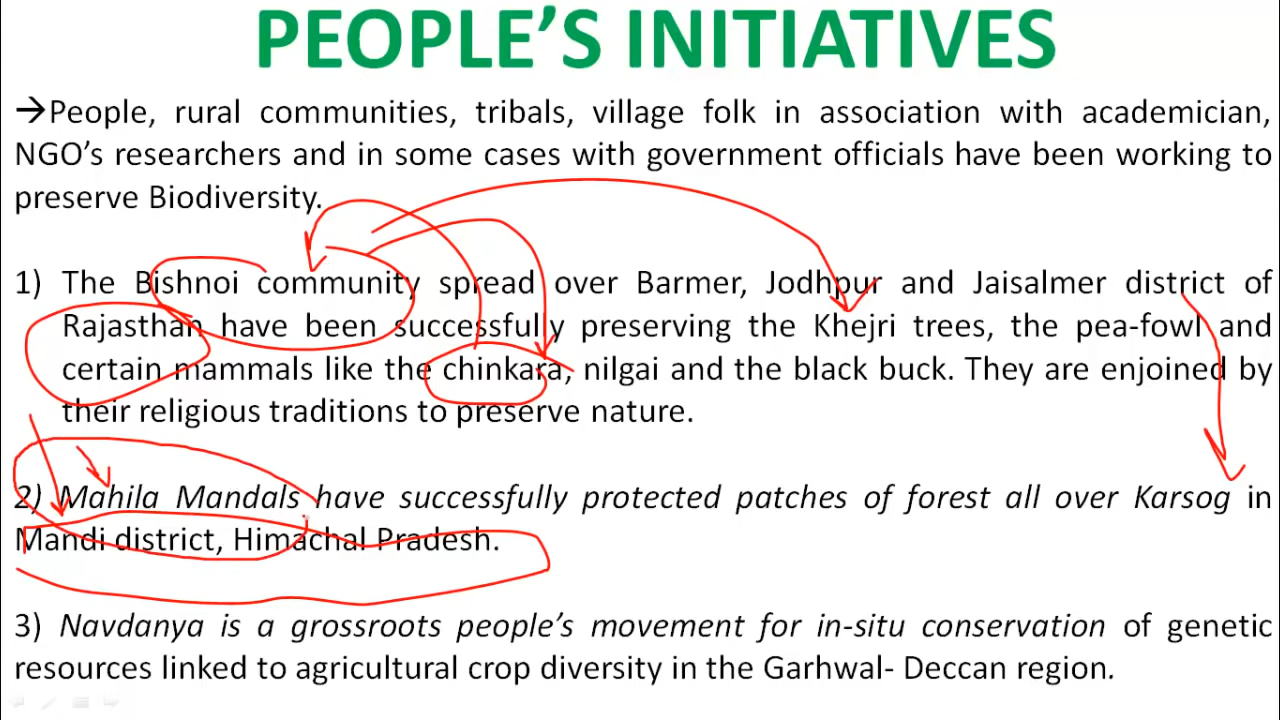 PEOPLE'S INITIATIVES
→People, rural communities, tribals, village folk in association with academician,
NGO's researchers and in some cases with government officials have been working to
preserve Biodiversity.
1) The Bishnoi community spread over Barmer, Jodhpur and Jaisalmer district of
Rajasthan have been successfully preserving the Khejri trees, the pea-fowl and
certain mammals like the chinkara, nilgai and the black buck. They are enjoined by
their religious traditions to preserve nature.
2) Mahila Mandals have successfully protected patches of forest all over Karsog in
Mandi district, Himachal Pradesh.
3) Navdanya is a grossroots people's movement for in-situ conservation of genetic
resources linked to agricultural crop diversity in the Garhwal- Deccan region.